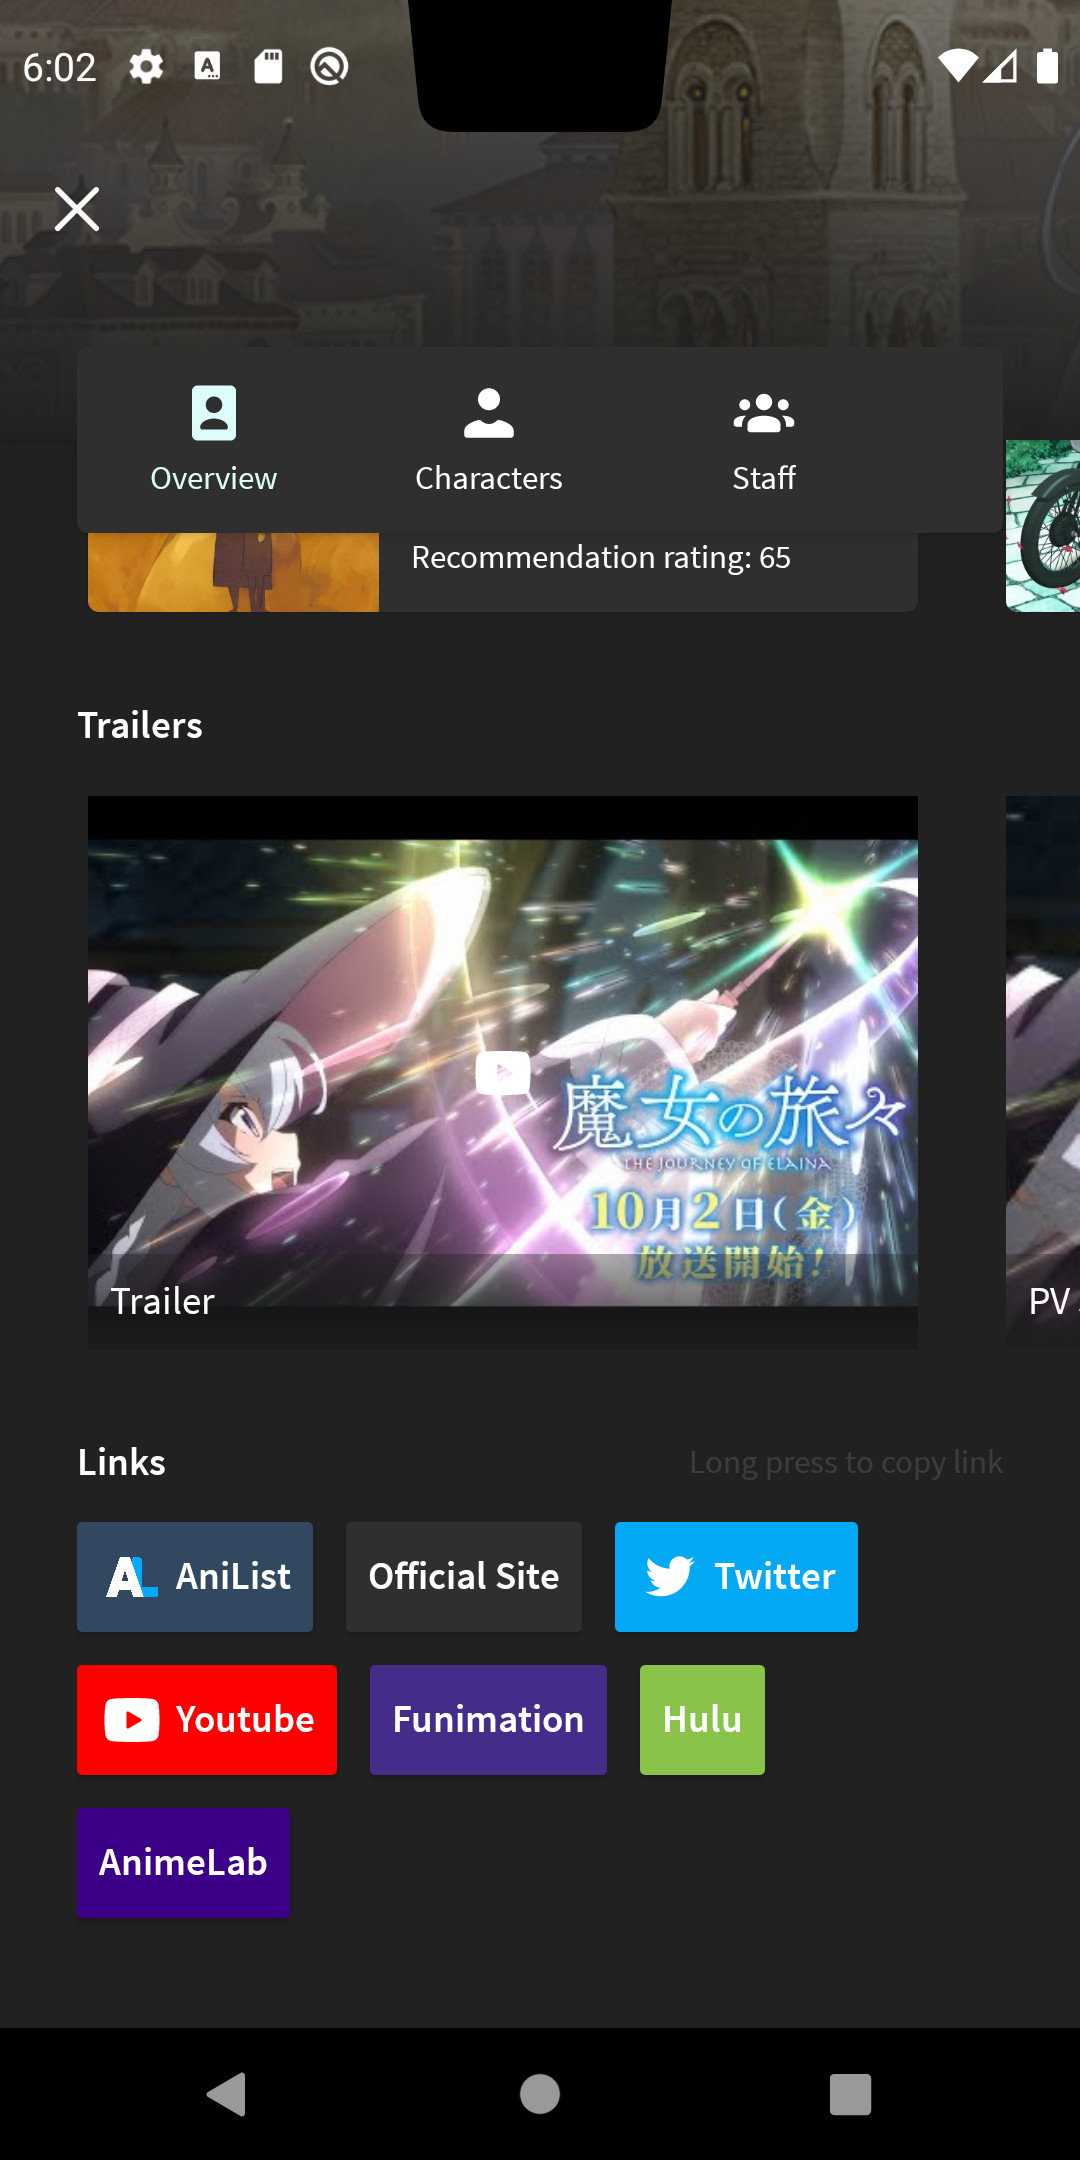 6:02
Overview
Characters
Staff
Recommendation rating: 65
Trailers
魔女の旅々
THE JOURNEY OF ELAINA
10月2日(金)
放送開始!
Trailer
PV
Links
Long press to copy link
AniList
Official Site
Twitter
Youtube
Funimation
Hulu
AnimeLab